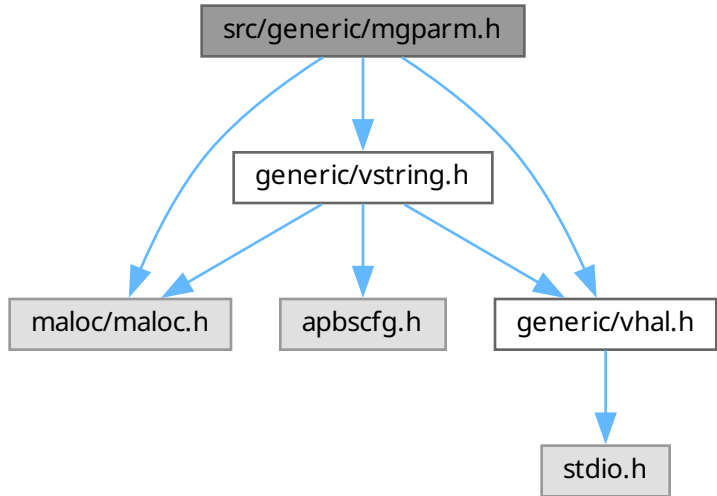 src/generic/mgparm.h
generic/vstring.h
maloc/maloc.h
apbscfg.h
generic/vhal.h
stdio.h